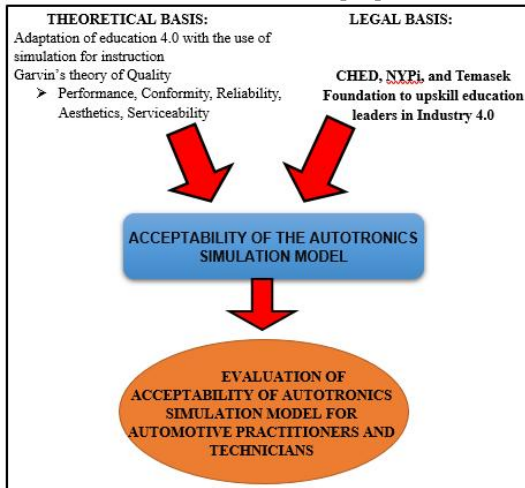 THEORETICAL BASIS:
Adaptation of education 4.0 with the use of
simulation for instruction
Garvin's theory of Quality
➤ Performance, Conformity, Reliability,
Aesthetics, Serviceability
LEGAL BASIS:
CHED, NYPi, and Temasek
Foundation to upskill education
leaders in Industry 4.0
ACCEPTABILITY OF THE AUTOTRONICS
SIMULATION MODEL
EVALUATION OF
ACCEPTABILITY OF AUTOTRONICS
SIMULATION MODEL FOR
AUTOMOTIVE PRACTITIONERS AND
TECHNICIANS